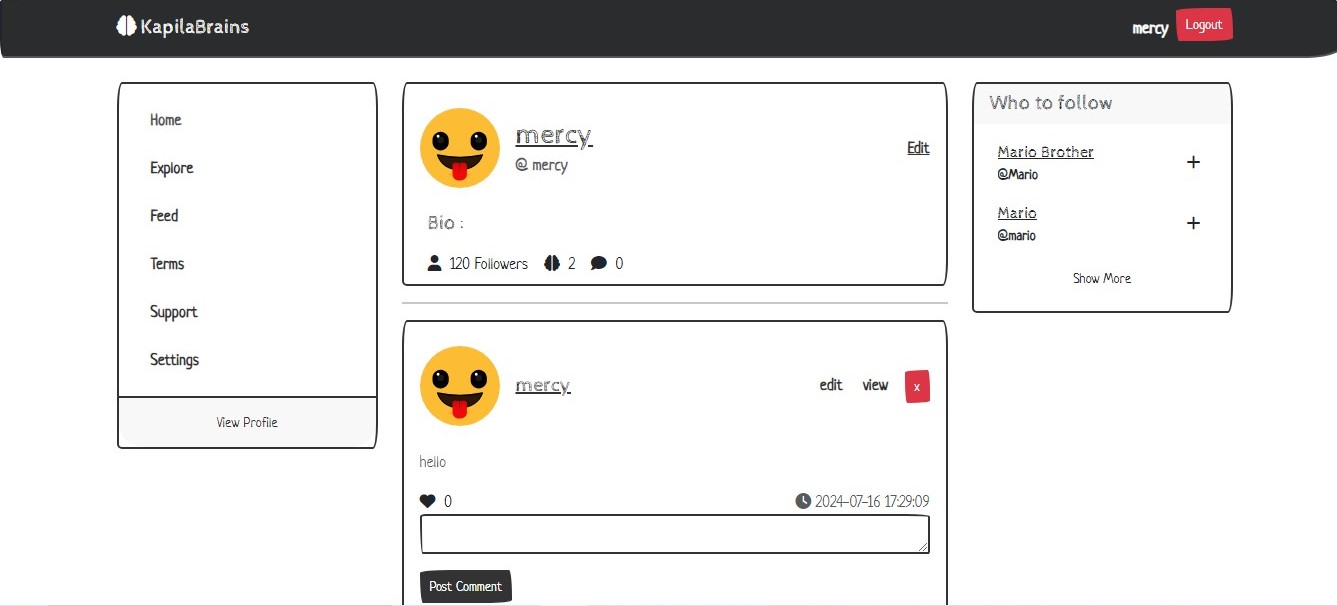 KapilaBrains
mercy Logout
Home
Explore
Feed
Terms
Support
Settings
View Profile
mercy
@ mercy
Edit
Bio :
120 Followers 2 0
mercy
edit view x
hello
0 2024-07-16 17:29:09
Post Comment
Who to follow
Mario Brother
@Mario
+
Mario
@mario
+
Show More